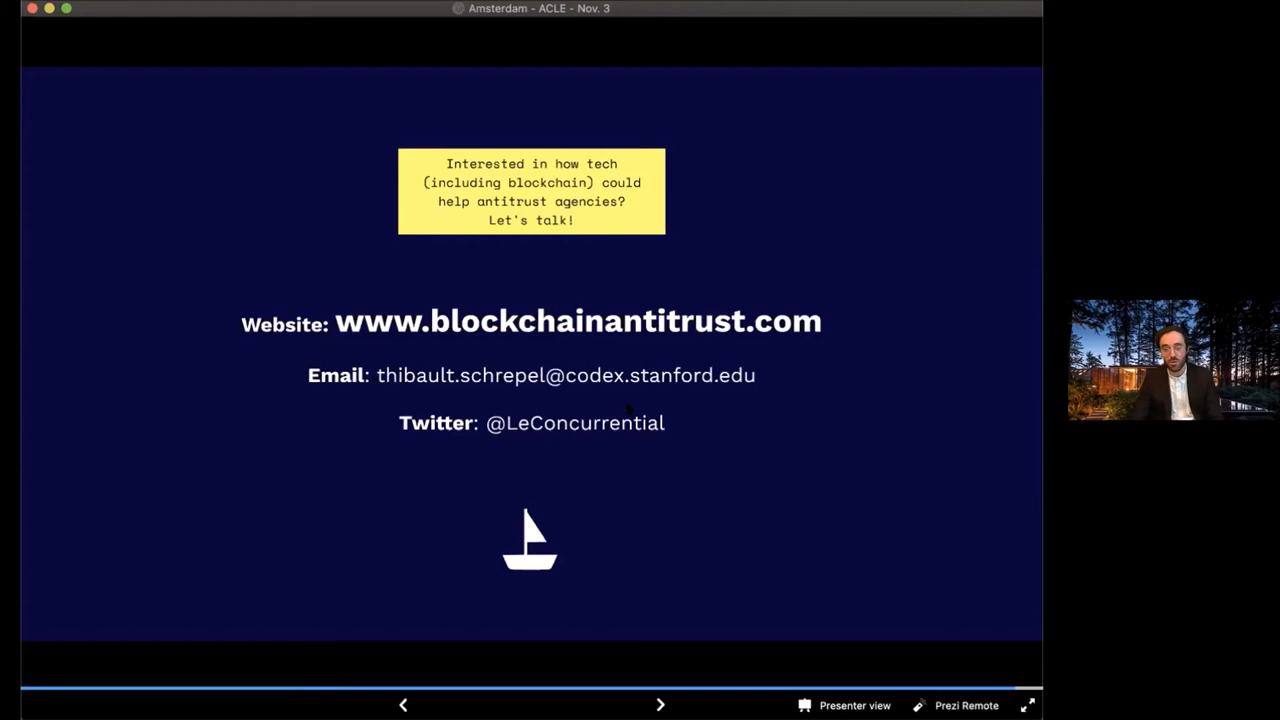 Amsterdam - ACLE - Nov. 3
Interested in how tech
(including blockchain) could
help antitrust agencies?
Let's talk!
Website: www.blockchainantitrust.com
Email: thibault.schrepel@codex.stanford.edu
Twitter: @LeConcurrential
Presenter view
Prezi Remote